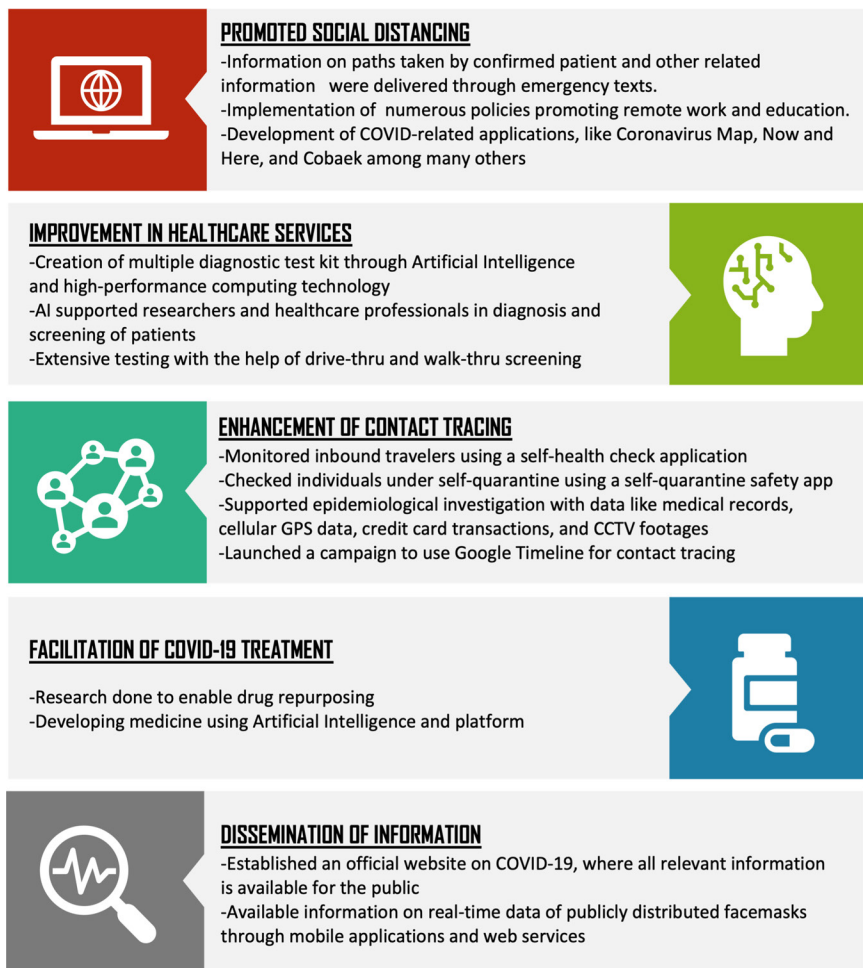 PROMOTED SOCIAL DISTANCING
-Information on paths taken by confirmed patient and other related
information were delivered through emergency texts.
-Implementation of numerous policies promoting remote work and education.
-Development of COVID-related applications, like Coronavirus Map, Now and
Here, and Cobaek among many others
IMPROVEMENT IN HEALTHCARE SERVICES
-Creation of multiple diagnostic test kit through Artificial Intelligence
and high-performance computing technology
-AI supported researchers and healthcare professionals in diagnosis and
screening of patients
-Extensive testing with the help of drive-thru and walk-thru screening
ENHANCEMENT OF CONTACT TRACING
-Monitored inbound travelers using a self-health check application
-Checked individuals under self-quarantine using a self-quarantine safety app
-Supported epidemiological investigation with data like medical records,
cellular GPS data, credit card transactions, and CCTV footages
-Launched a campaign to use Google Timeline for contact tracing
FACILITATION OF COVID-19 TREATMENT
-Research done to enable drug repurposing
-Developing medicine using Artificial Intelligence and platform
DISSEMINATION OF INFORMATION
-Established an official website on COVID-19, where all relevant information
is available for the public
-Available information on real-time data of publicly distributed facemasks
through mobile applications and web services